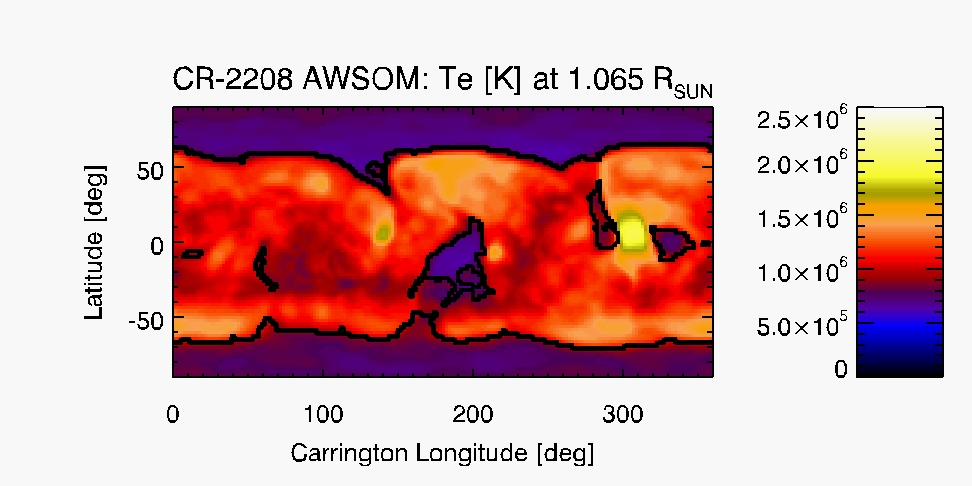 CR-2208 AWSOM: Te [K] at 1.065 R_SUN
2.5×10⁶
2.0×10⁶
1.5×10⁶
1.0×10⁶
5.0×10⁵
0
50
0
-50
Latitude [deg]
0 100 200 300
Carrington Longitude [deg]